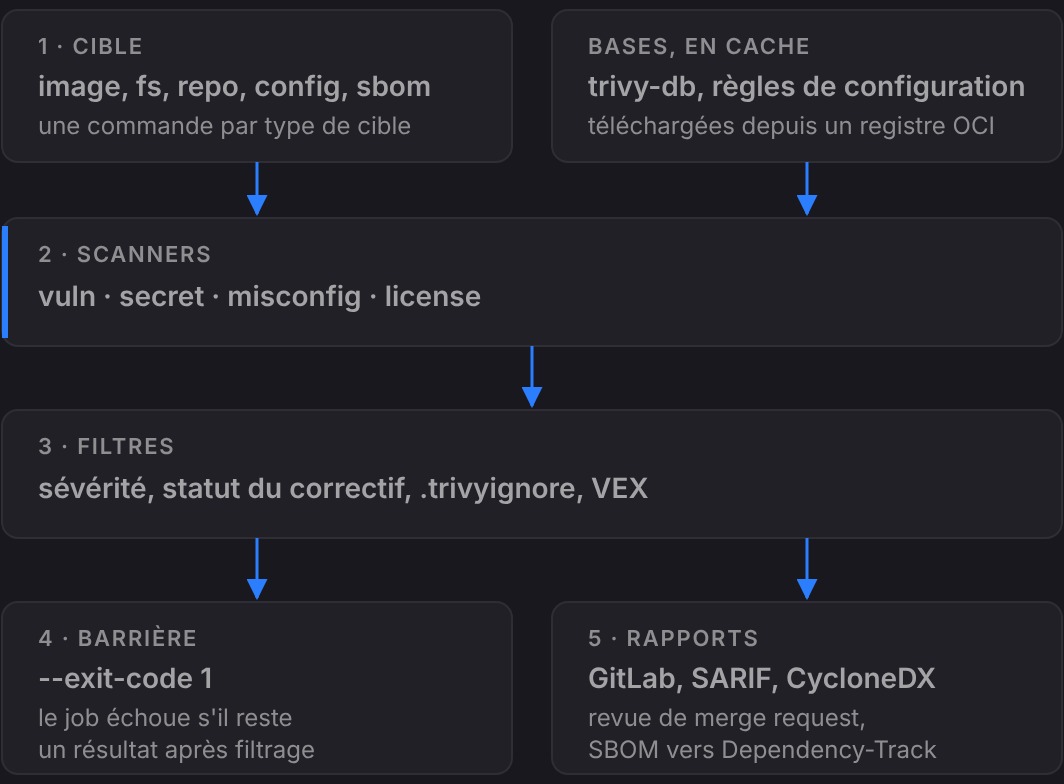 1 · CIBLE
image, fs, repo, config, sbom
une commande par type de cible
BASES, EN CACHE
trivy-db, règles de configuration
téléchargées depuis un registre OCI
2 · SCANNERS
vuln · secret · misconfig · license
3 · FILTRES
sévérité, statut du correctif, .trivyignore, VEX
4 · BARRIÈRE
--exit-code 1
le job échoue s'il reste
un résultat après filtrage
5 · RAPPORTS
GitLab, SARIF, CycloneDX
revue de merge request,
SBOM vers Dependency-Track